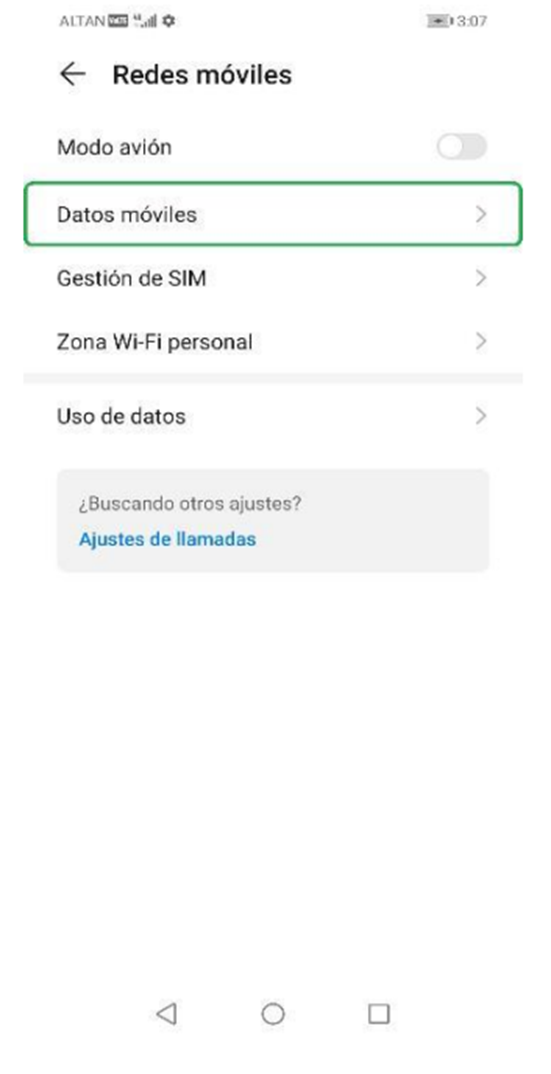 ALTAN VoLTE 3:07
Redes móviles
Modo avión
Datos móviles
Gestión de SIM
Zona Wi-Fi personal
Uso de datos
¿Buscando otros ajustes?
Ajustes de llamadas